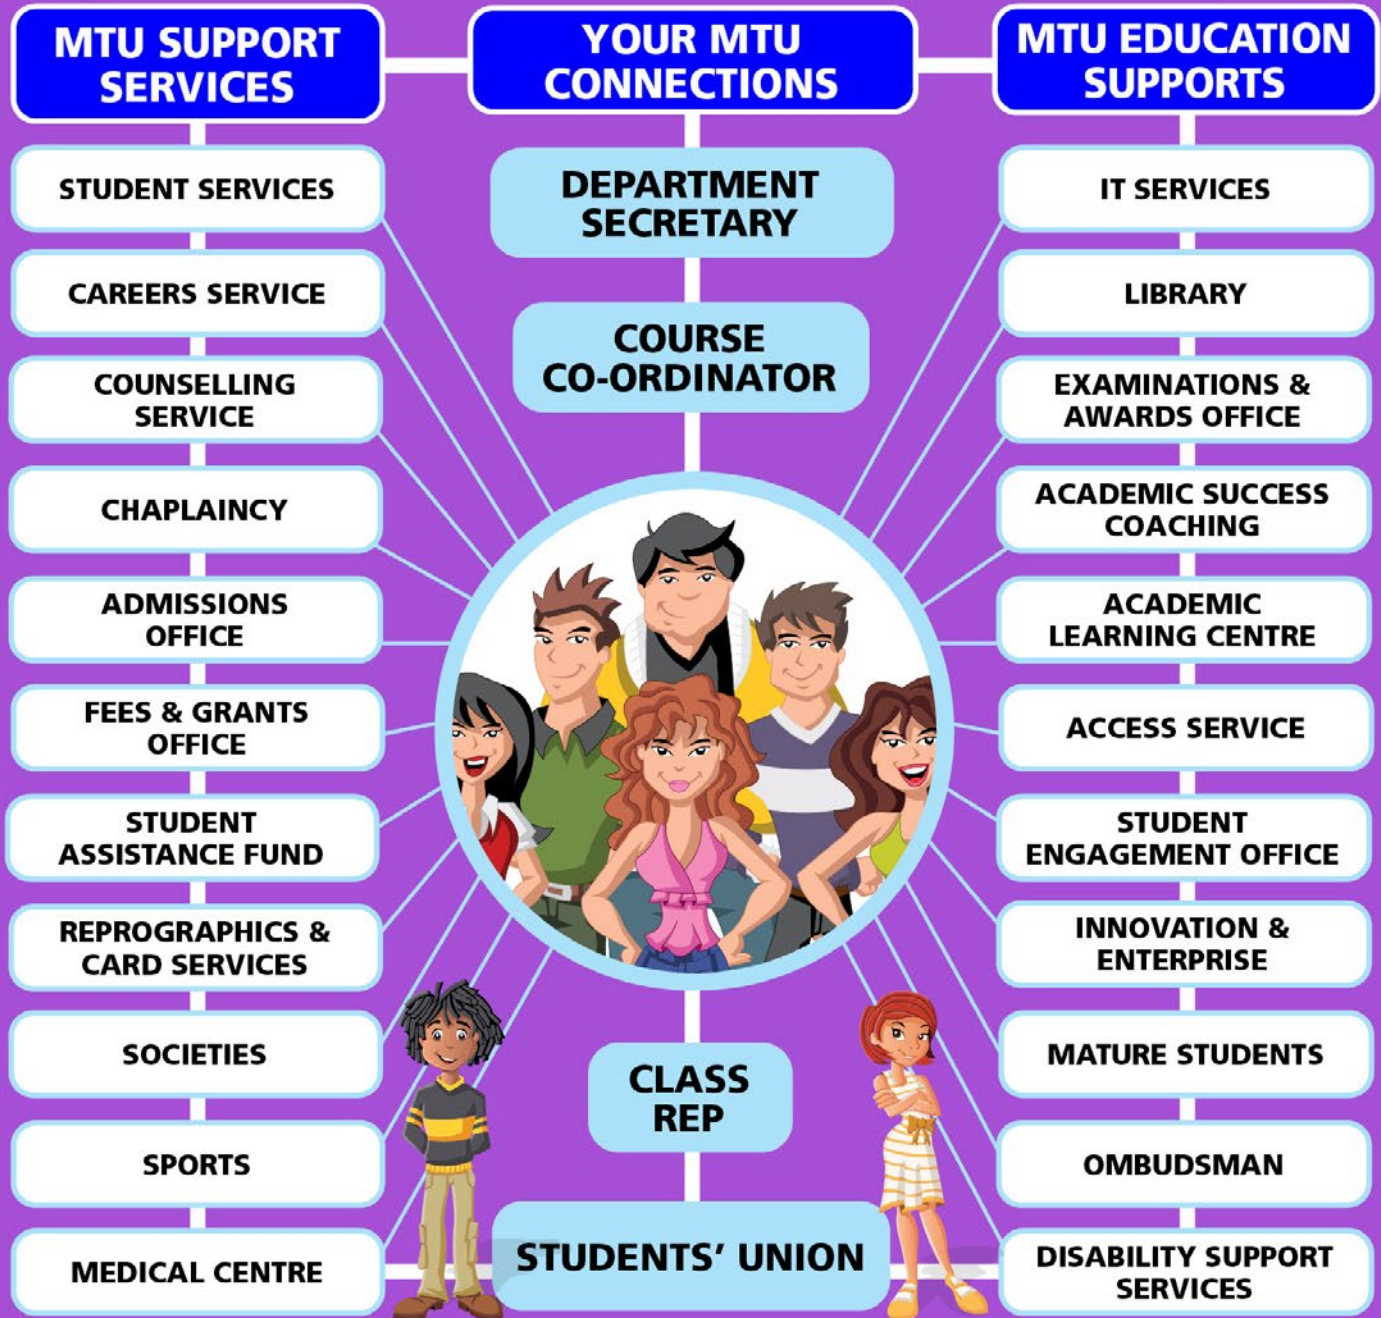 MTU SUPPORT
SERVICES
STUDENT SERVICES
CAREERS SERVICE
COUNSELLING
SERVICE
CHAPLAINCY
ADMISSIONS
OFFICE
FEES & GRANTS
OFFICE
STUDENT
ASSISTANCE FUND
REPROGRAPHICS &
CARD SERVICES
SOCIETIES
SPORTS
MEDICAL CENTRE
YOUR MTU
CONNECTIONS
DEPARTMENT
SECRETARY
COURSE
CO-ORDINATOR
CLASS
REP
STUDENTS’ UNION
MTU EDUCATION
SUPPORTS
IT SERVICES
LIBRARY
EXAMINATIONS &
AWARDS OFFICE
ACADEMIC SUCCESS
COACHING
ACADEMIC
LEARNING CENTRE
ACCESS SERVICE
STUDENT
ENGAGEMENT OFFICE
INNOVATION &
ENTERPRISE
MATURE STUDENTS
OMBUDSMAN
DISABILITY SUPPORT
SERVICES